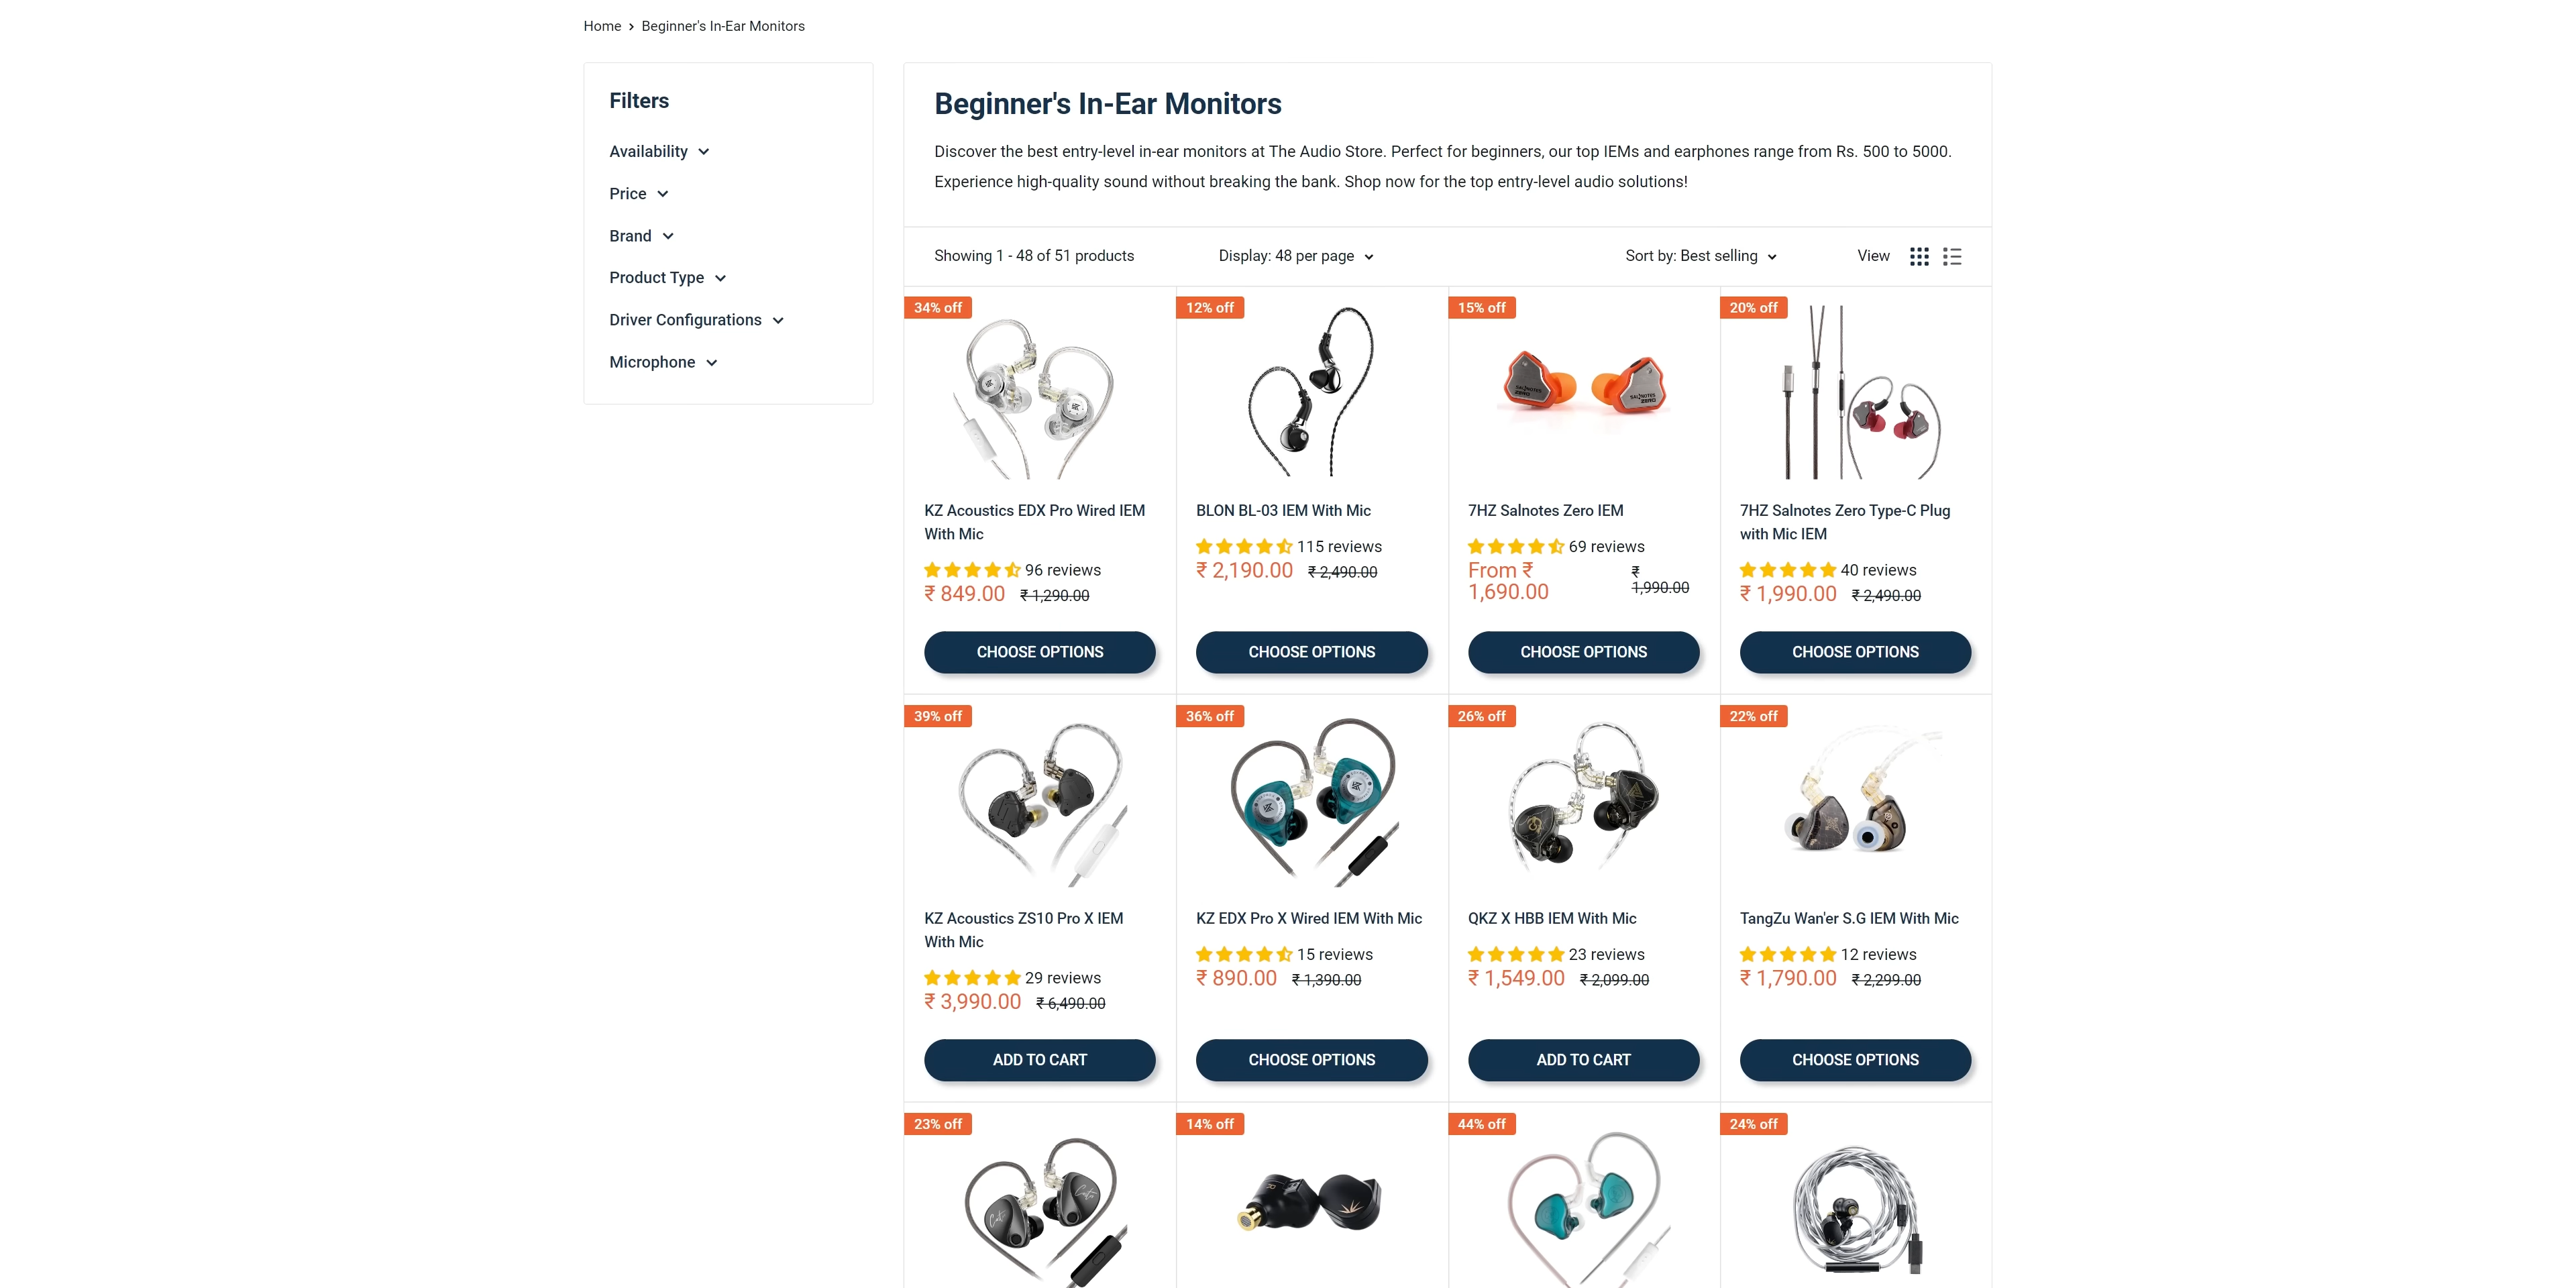 Home > Beginner's In-Ear Monitors
Filters
Availability
Price
Brand
Product Type
Driver Configurations
Microphone
Beginner's In-Ear Monitors
Discover the best entry-level in-ear monitors at The Audio Store. Perfect for beginners, our top IEMs and earphones range from Rs. 500 to 5000.
Experience high-quality sound without breaking the bank. Shop now for the top entry-level audio solutions!
Showing 1 - 48 of 51 products
Display: 48 per page
Sort by: Best selling
View
34% off
KZ Acoustics EDX Pro Wired IEM
With Mic
96 reviews
₹ 849.00 ₹ 1,290.00
CHOOSE OPTIONS
12% off
BLON BL-03 IEM With Mic
115 reviews
₹ 2,190.00 ₹ 2,490.00
CHOOSE OPTIONS
15% off
SALNOTES
ZERO
SALNOTES
ZERO
7HZ Salnotes Zero IEM
69 reviews
From ₹
1,690.00
₹
1,990.00
CHOOSE OPTIONS
20% off
7HZ Salnotes Zero Type-C Plug
with Mic IEM
40 reviews
₹ 1,990.00 ₹ 2,490.00
CHOOSE OPTIONS
39% off
KZ Acoustics ZS10 Pro X IEM
With Mic
29 reviews
₹ 3,990.00 ₹ 6,490.00
ADD TO CART
36% off
KZ EDX Pro X Wired IEM With Mic
15 reviews
₹ 890.00 ₹ 1,390.00
CHOOSE OPTIONS
26% off
QKZ X HBB IEM With Mic
23 reviews
₹ 1,549.00 ₹ 2,099.00
ADD TO CART
22% off
TangZu Wan'er S.G IEM With Mic
12 reviews
₹ 1,790.00 ₹ 2,299.00
CHOOSE OPTIONS
23% off
14% off
44% off
24% off